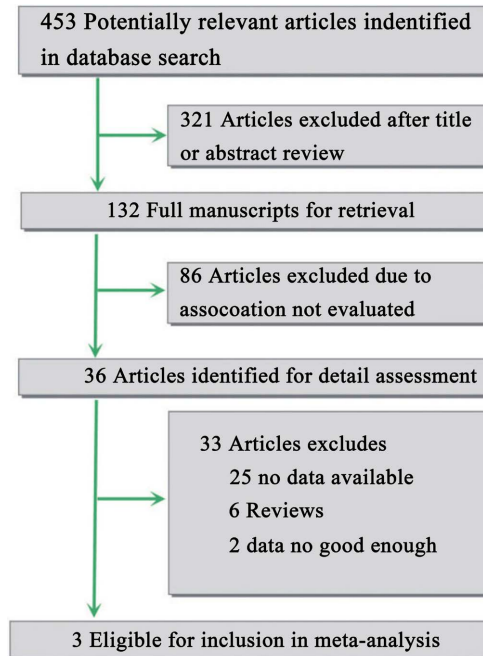 453 Potentially relevant articles indentified
in database search
321 Articles excluded after title
or abstract review
132 Full manuscripts for retrieval
86 Articles excluded due to
assocoation not evaluated
36 Articles identified for detail assessment
33 Articles excludes
25 no data available
6 Reviews
2 data no good enough
3 Eligible for inclusion in meta-analysis